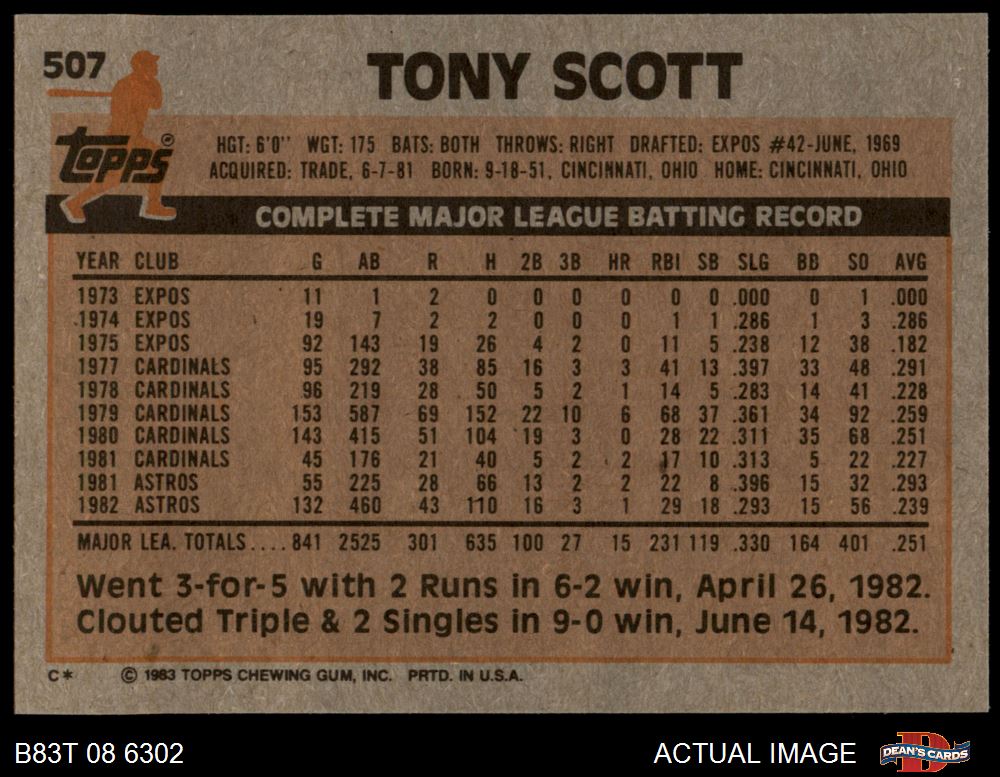 507
TONY SCOTT
Topps ®
HGT: 6'0" WGT: 175 BATS: BOTH THROWS: RIGHT DRAFTED: EXPOS #42-JUNE, 1969
ACQUIRED: TRADE, 6-7-81 BORN: 9-18-51, CINCINNATI, OHIO HOME: CINCINNATI, OHIO
COMPLETE MAJOR LEAGUE BATTING RECORD
YEAR CLUB G AB R H 2B 3B HR RBI SB SLG BB SO AVG
1973 EXPOS 11 1 2 0 0 0 0 0 0 .000 0 1 .000
1974 EXPOS 19 7 2 2 0 0 0 1 1 .286 1 3 .286
1975 EXPOS 92 143 19 26 4 2 0 11 5 .238 12 38 .182
1977 CARDINALS 95 292 38 85 16 3 3 41 13 .397 33 48 .291
1978 CARDINALS 96 219 28 50 5 2 1 14 5 .283 14 41 .228
1979 CARDINALS 153 587 69 152 22 10 6 68 37 .361 34 92 .259
1980 CARDINALS 143 415 51 104 19 3 0 28 22 .311 35 68 .251
1981 CARDINALS 45 176 21 40 5 2 2 17 10 .313 5 22 .227
1981 ASTROS 55 225 28 66 13 2 2 22 8 .396 15 32 .293
1982 ASTROS 132 460 43 110 16 3 1 29 18 .293 15 56 .239
MAJOR LEA. TOTALS.... 841 2525 301 635 100 27 15 231 119 .330 164 401 .251
Went 3-for-5 with 2 Runs in 6-2 win, April 26, 1982.
Clouted Triple & 2 Singles in 9-0 win, June 14, 1982.
C* © 1983 TOPPS CHEWING GUM, INC. PRTD. IN U.S.A.
B83T 08 6302 ACTUAL IMAGE DEAN'S CARDS